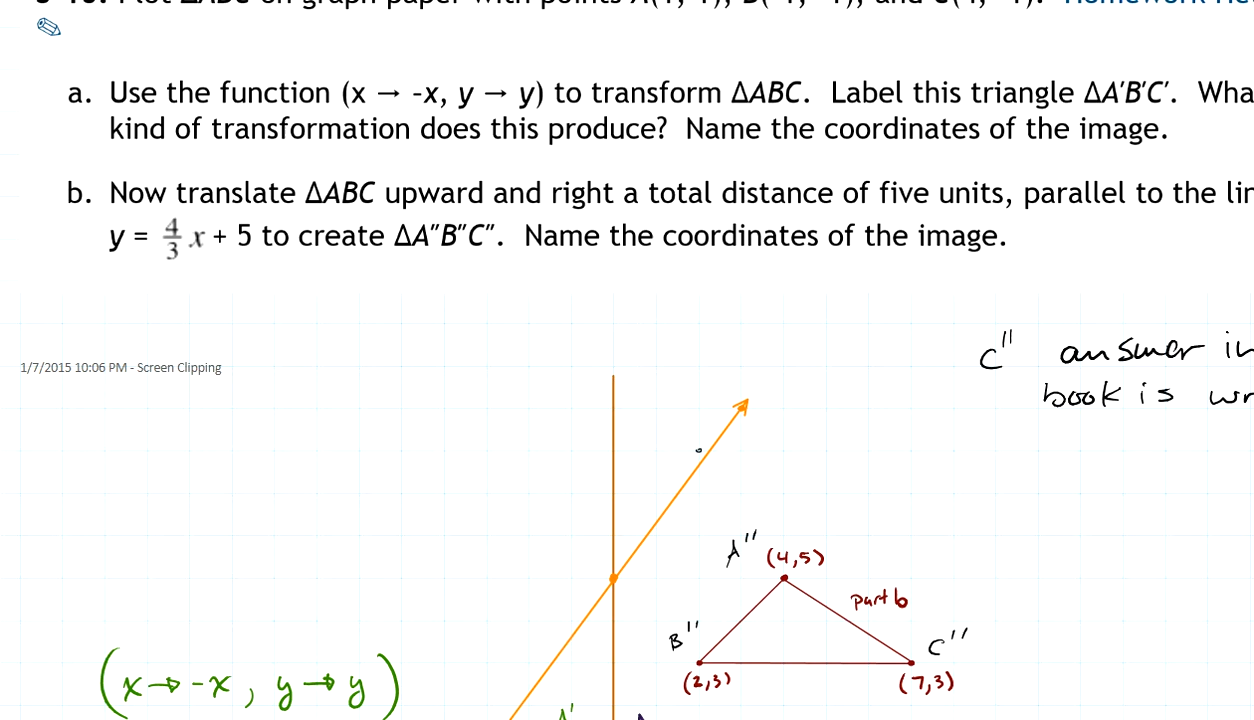 a. Use the function (x → -x, y → y) to transform ΔABC. Label this triangle ΔA′B′C′. Wha
kind of transformation does this produce? Name the coordinates of the image.
b. Now translate ΔABC upward and right a total distance of five units, parallel to the lin
y = 4/3 x + 5 to create ΔA″B″C″. Name the coordinates of the image.
C" answer in
book is wr
1/7/2015 10:06 PM - Screen Clipping
A" (4,5)
part b
B" C"
(2,3) (7,3)
(x → -x, y → y)
A'